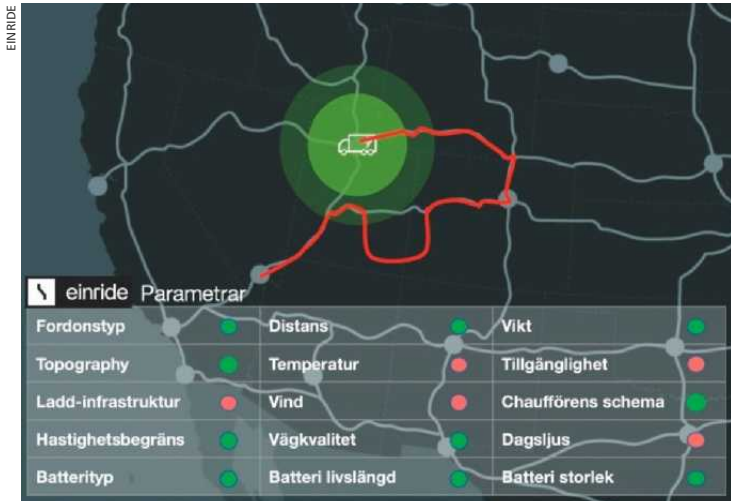 EINRIDE
einride Parametrar
Fordonstyp Distans Vikt
Topography Temperatur Tillgänglighet
Ladd-infrastruktur Vind Chaufförens schema
Hastighetsbegräns Vägkvalitet Dagsljus
Batterityp Batteri livslängd Batteri storlek